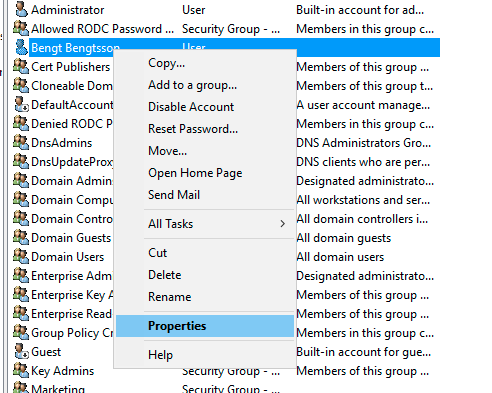 Administrator User Built-in account for ad...
Allowed RODC Password ... Security Group - ... Members in this group c...
Bengt Bengtsson User
Copy...
Cert Publishers Members of this group ...
Add to a group...
Cloneable Dom Members of this group t...
Disable Account
DefaultAccount A user account manage...
Reset Password...
Denied RODC P Members in this group c...
Move...
DnsAdmins DNS Administrators Gro...
Open Home Page
DnsUpdateProxy DNS clients who are per...
Send Mail
Domain Admins Designated administrato...
Domain Compu All workstations and ser...
All Tasks
Domain Contro All domain controllers i...
Domain Guests All domain guests
Cut
Domain Users All domain users
Delete
Enterprise Admi Designated administrato...
Rename
Enterprise Key A Members of this group ...
Enterprise Read Members of this group ...
Properties
Group Policy Cr Members in this group c...
Help
Guest Built-in account for gue...
Key Admins Security Group - ... Members of this group ...
Marketing Security Group - ...